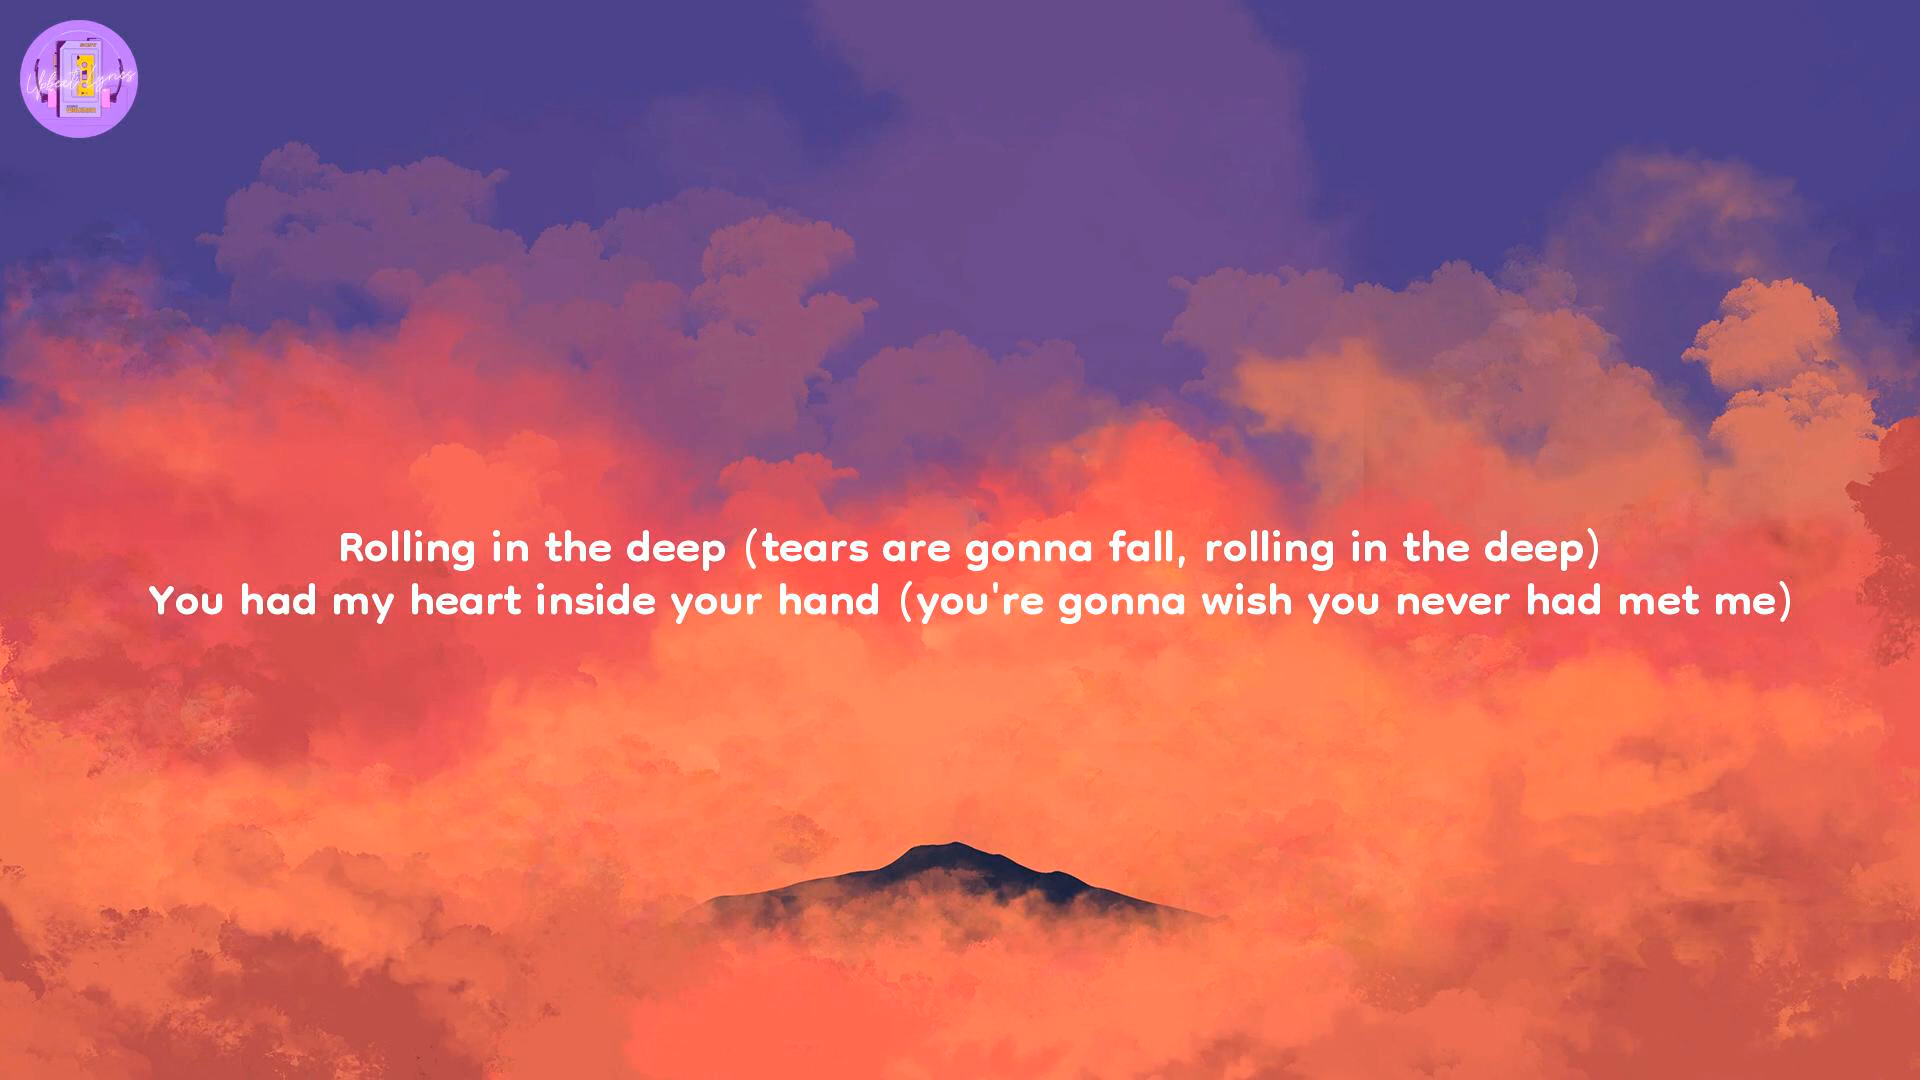 Rolling in the deep (tears are gonna fall, rolling in the deep)
You had my heart inside your hand (you're gonna wish you never had met me)